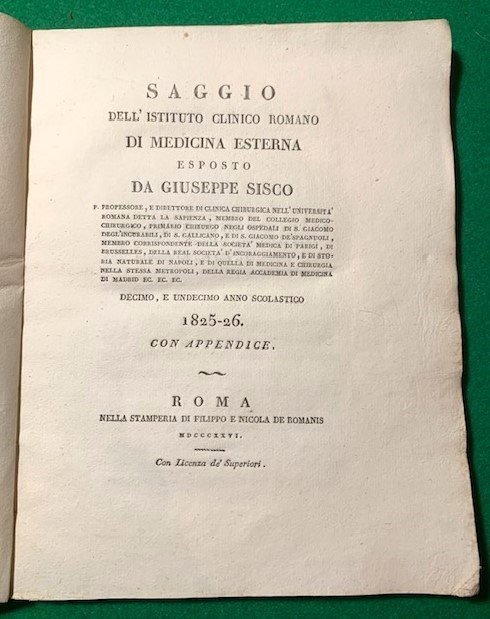 SAGGIO
DELL' ISTITUTO CLINICO ROMANO
DI MEDICINA ESTERNA
ESPOSTO
DA GIUSEPPE SISCO
P. PROFESSORE, E DIRETTORE DI CLINICA CHIRURGICA NELL' UNIVERSITA'
ROMANA DETTA LA SAPIENZA, MEMBRO DEL COLLEGIO MEDICO-
CHIRURGICO, PRIMARIO CHIRUGO NEGLI OSPEDALI DI S. GIACOMO
DEGL'INCURABILI, DI S. GALLICANO, E DI S. GIACOMO DE'SPAGNUOLI,
MEMBRO CORRISPONDENTE DELLA SOCIETA' MEDICA DI PARIGI, DI
BRUSSELLES, DELLA REAL SOCIETA' D'INCORAGGIAMENTO, E DI STO-
RIA NATURALE DI NAPOLI, E DI QUELLA DI MEDICINA E CHIRURGIA
NELLA STESSA METROPOLI, DELLA REGIA ACCADEMIA DI MEDICINA
DI MADRID EC. EC. EC.
DECIMO, E UNDECIMO ANNO SCOLASTICO
1825-26.
CON APPENDICE.
ROMA
NELLA STAMPERIA DI FILIPPO E NICOLA DE ROMANIS
MDCCCXXVI.
Con Licenza de' Superiori.